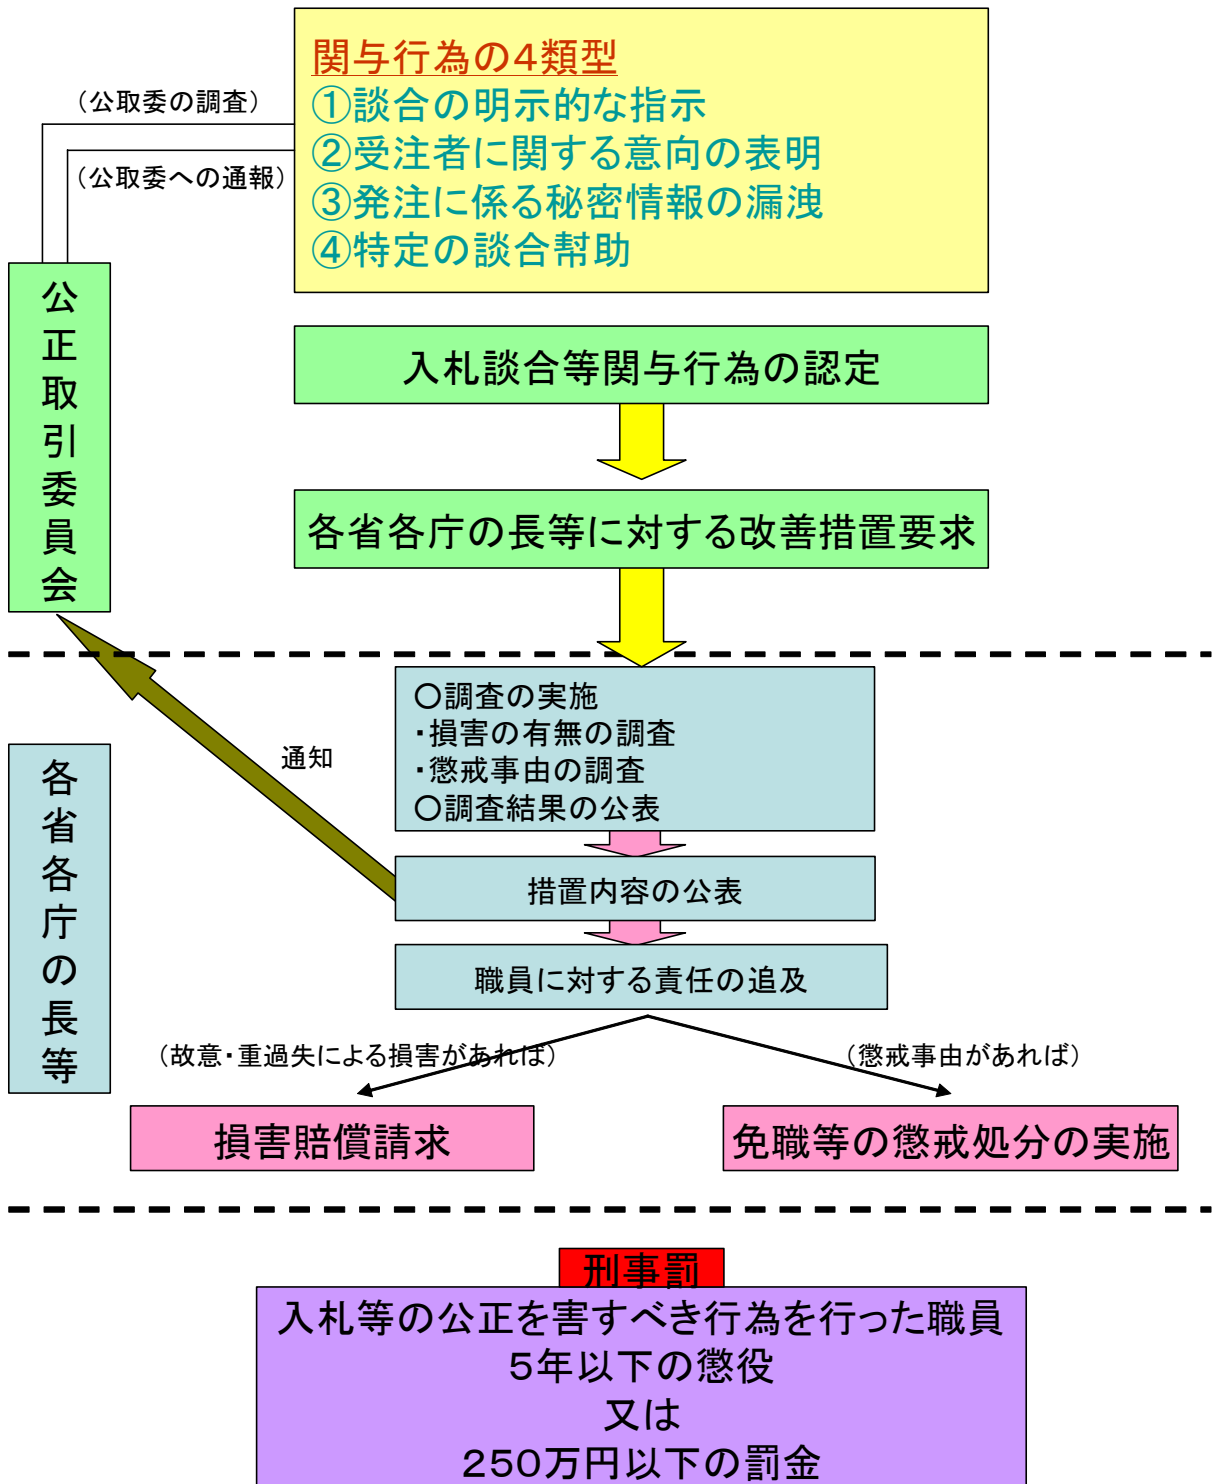 関与行為の4類型
①談合の明示的な指示
②受注者に関する意向の表明
③発注に係る秘密情報の漏洩
④特定の談合幇助
（公取委の調査）
（公取委への通報）
公正取引委員会
入札談合等関与行為の認定
各省各庁の長等に対する改善措置要求
〇調査の実施
・損害の有無の調査
・懲戒事由の調査
〇調査結果の公表
通知
各省各庁の長等
措置内容の公表
職員に対する責任の追及
（故意・重過失による損害があれば）
（懲戒事由があれば）
損害賠償請求
免職等の懲戒処分の実施
刑事罰
入札等の公正を害すべき行為を行った職員
5年以下の懲役
又は
250万円以下の罰金